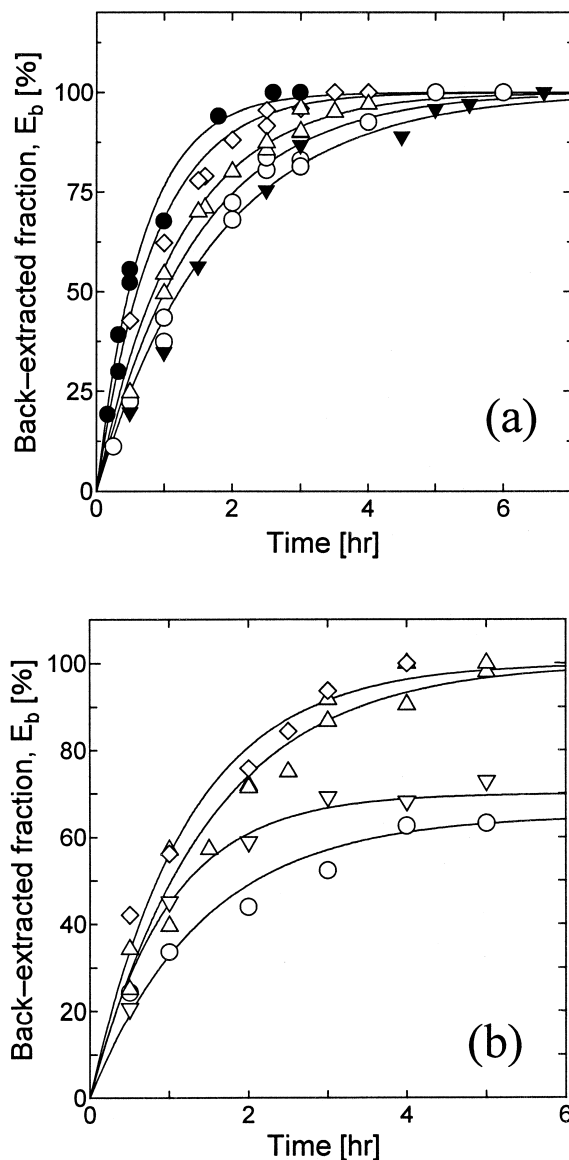 Back–extracted fraction, E_b [%]
100
75
50
25
0
(a)
0 2 4 6
Time [hr]
Back–extracted fraction, E_b [%]
100
80
60
40
20
0
(b)
0 2 4 6
Time [hr]